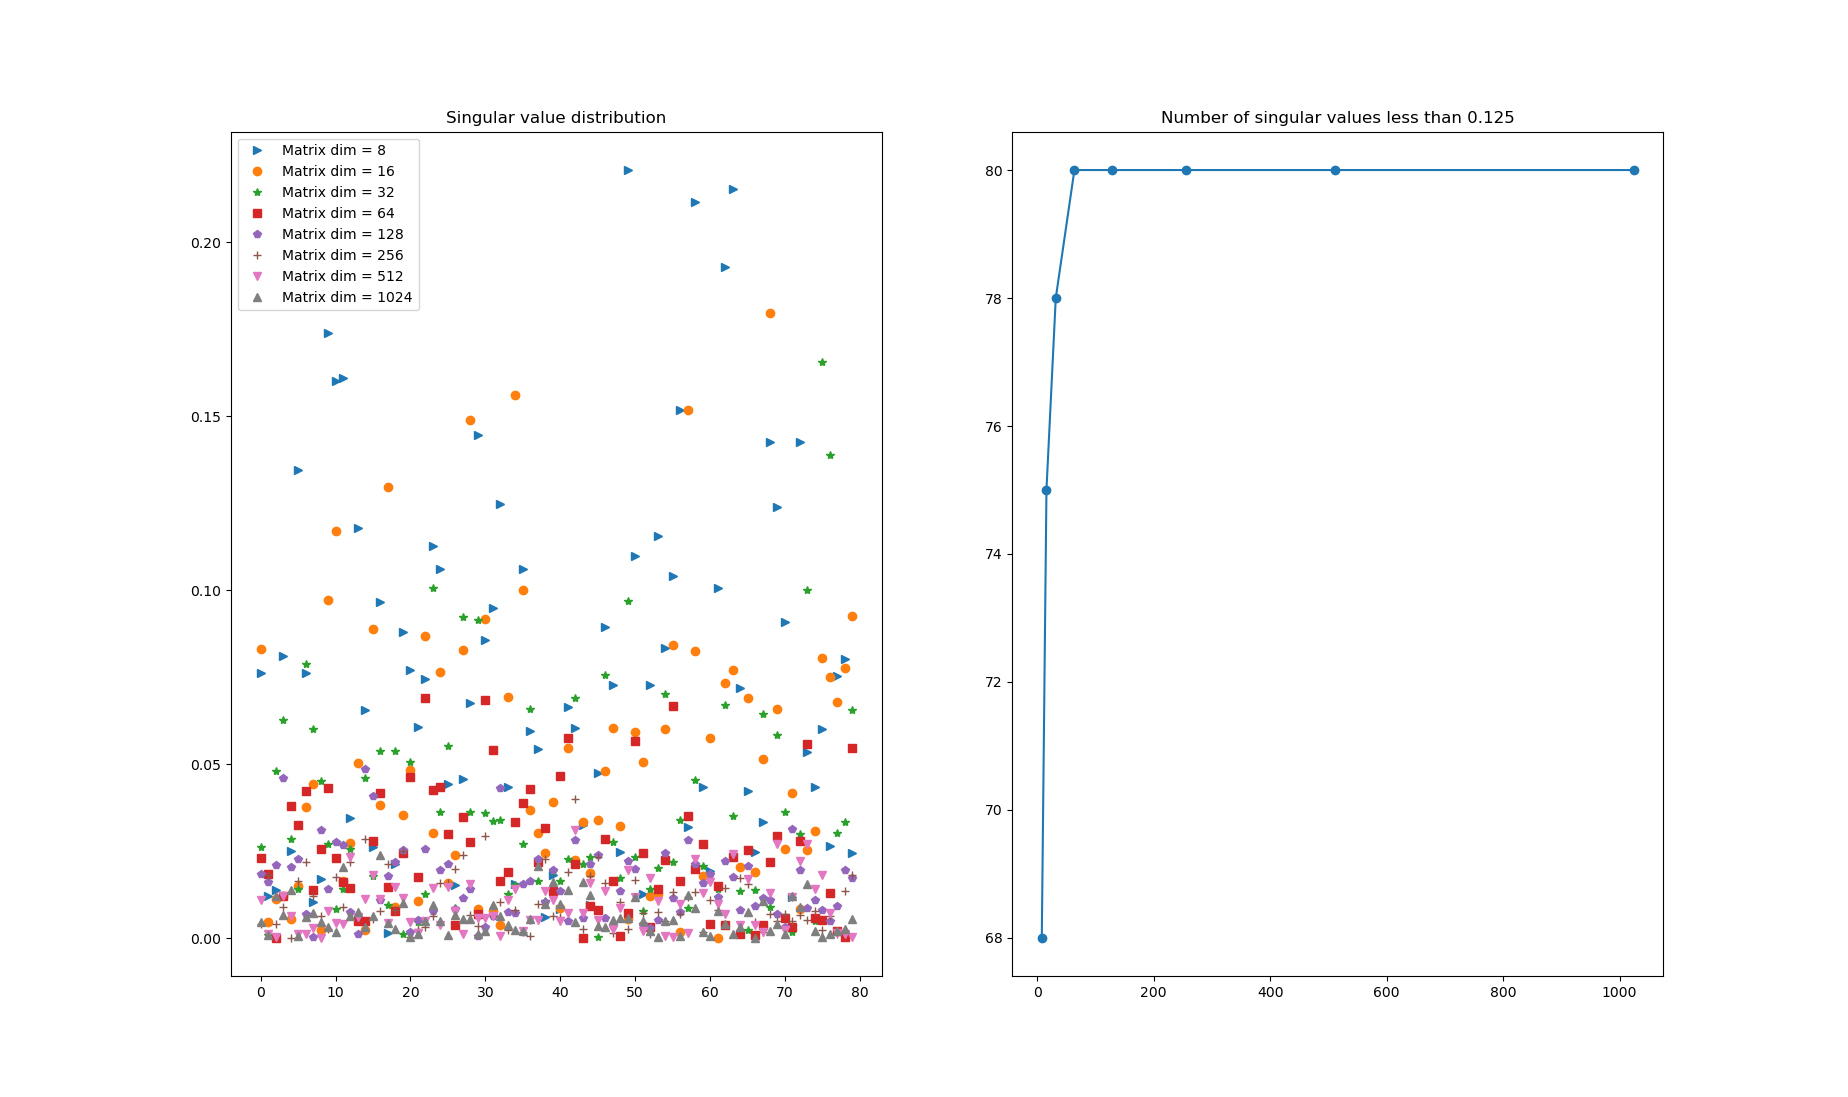 Singular value distribution
Matrix dim = 8
Matrix dim = 16
Matrix dim = 32
Matrix dim = 64
Matrix dim = 128
Matrix dim = 256
Matrix dim = 512
Matrix dim = 1024
0.20
0.15
0.10
0.05
0.00
0 10 20 30 40 50 60 70 80
Number of singular values less than 0.125
80
78
76
74
72
70
68
0 200 400 600 800 1000